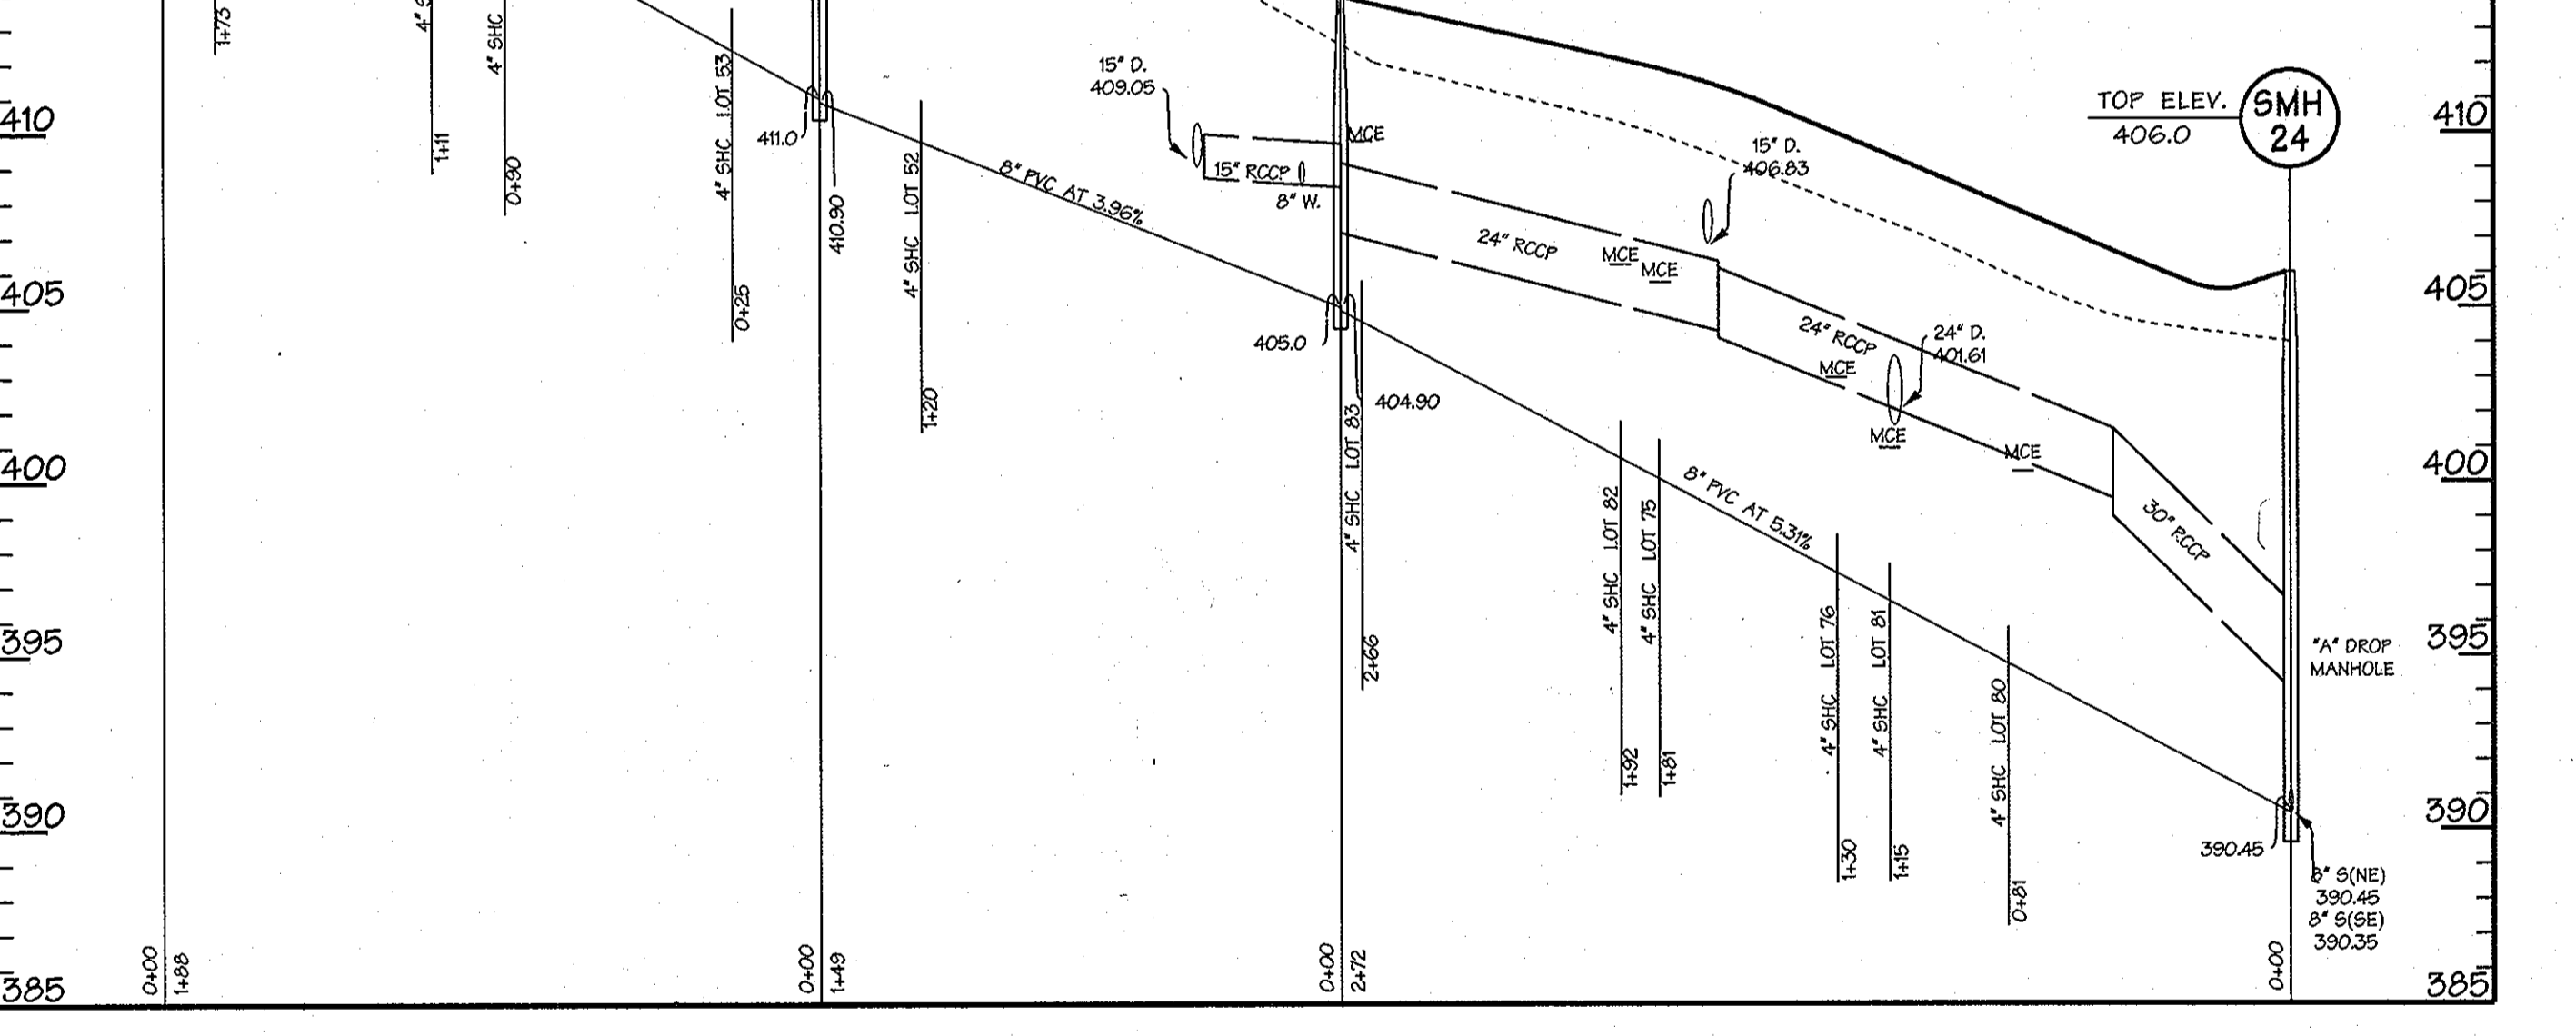 410
405
400
395
390
385
1+73
4" S
1+11
4" SHC
0+90
4" SHC LOT 53
0+25
411.0
410.90
4" SHC LOT 52
1+20
8" PVC AT 3.96%
15" D.
409.05
15" RCCP
8" W.
MCE
405.0
404.90
4" SHC LOT 83
2+66
24" RCCP
MCE
MCE
15" D.
406.83
24" RCCP
MCE
24" D.
401.61
MCE
MCE
30" RCCP
8" PVC AT 5.31%
4" SHC LOT 82
1+92
4" SHC LOT 75
1+81
4" SHC LOT 76
1+30
4" SHC LOT 81
1+15
4" SHC LOT 80
0+81
TOP ELEV.
406.0
SMH
24
"A" DROP
MANHOLE
390.45
8" S(NE)
390.45
8" S(SE)
390.35
0+00
1+88
0+00
1+49
0+00
2+72
0+00
410
405
400
395
390
385